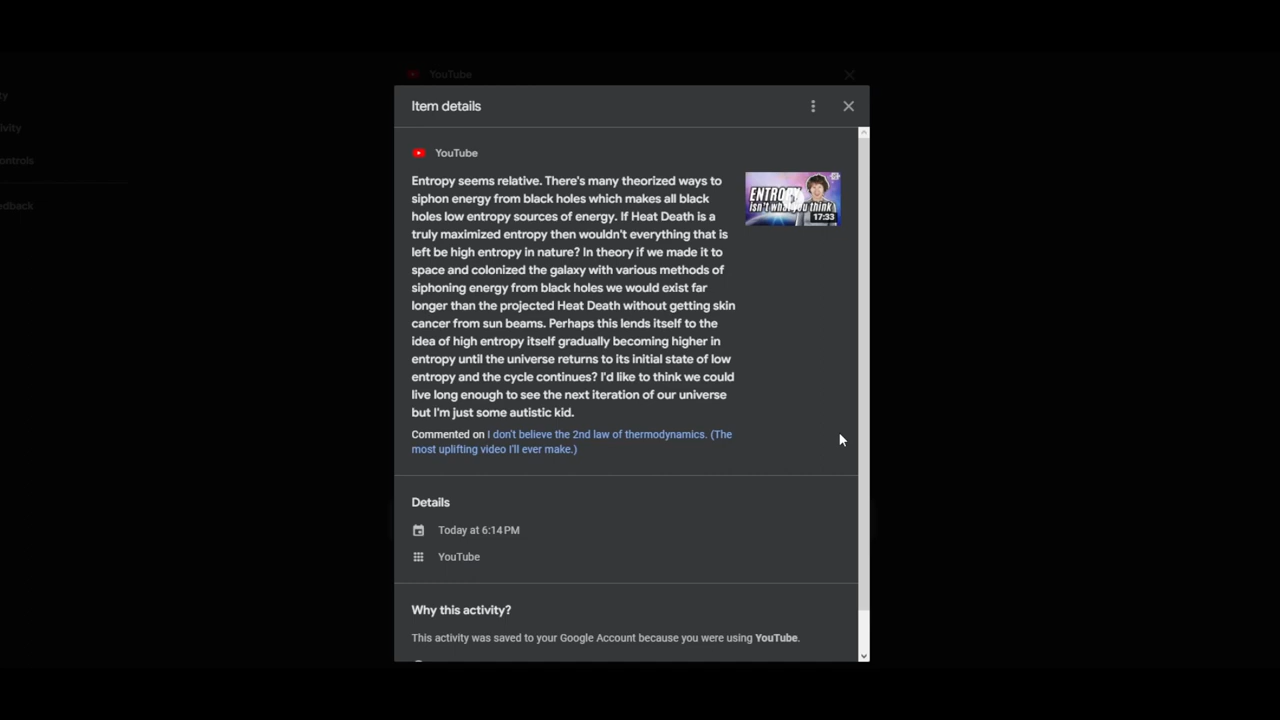 YouTube
ty
Item details
tivity
ontrols
YouTube
Entropy seems relative. There's many theorized ways to
siphon energy from black holes which makes all black
holes low entropy sources of energy. If Heat Death is a
truly maximized entropy then wouldn't everything that is
left be high entropy in nature? In theory if we made it to
space and colonized the galaxy with various methods of
siphoning energy from black holes we would exist far
longer than the projected Heat Death without getting skin
cancer from sun beams. Perhaps this lends itself to the
idea of high entropy itself gradually becoming higher in
entropy until the universe returns to its initial state of low
entropy and the cycle continues? I'd like to think we could
live long enough to see the next iteration of our universe
but I'm just some autistic kid.
ENTROPY
isn't what you think
17:33
edback
Commented on I don't believe the 2nd law of thermodynamics. (The
most uplifting video I'll ever make.)
Details
Today at 6:14 PM
YouTube
Why this activity?
This activity was saved to your Google Account because you were using YouTube.